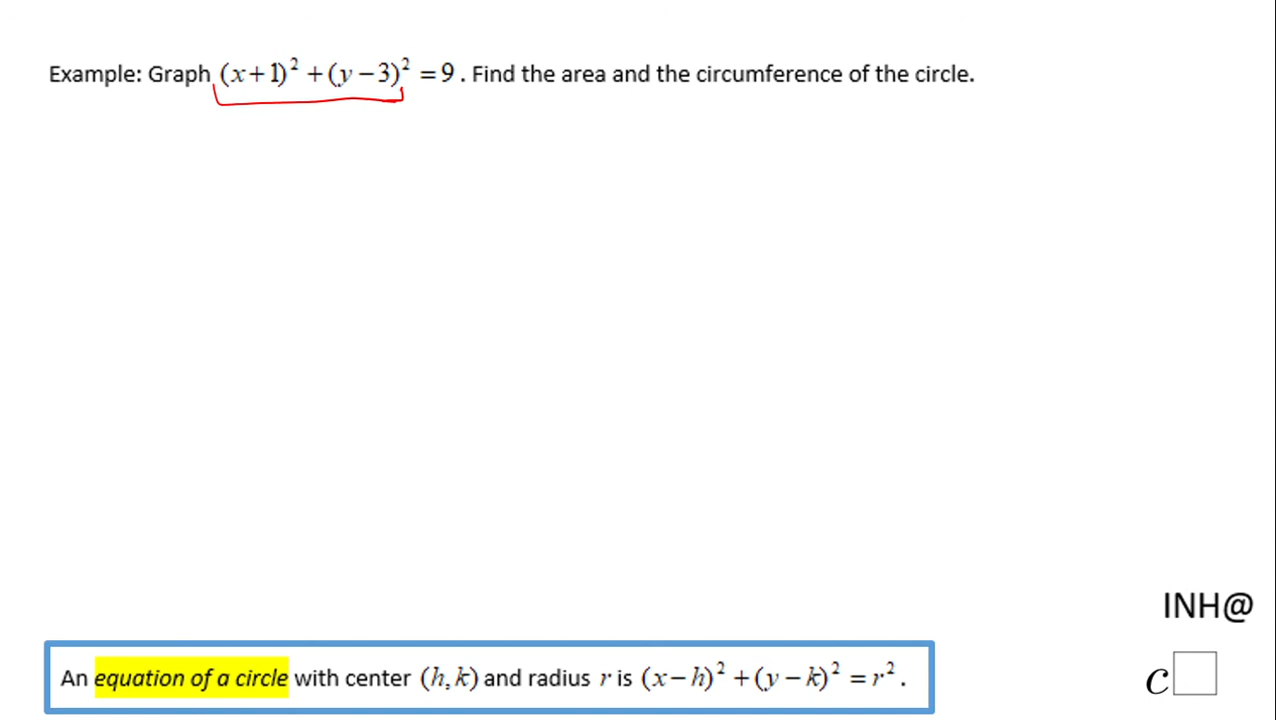 Example: Graph (x+1)² + (y−3)² = 9. Find the area and the circumference of the circle.
INH@
An equation of a circle with center (h,k) and radius r is (x−h)² + (y−k)² = r².
c